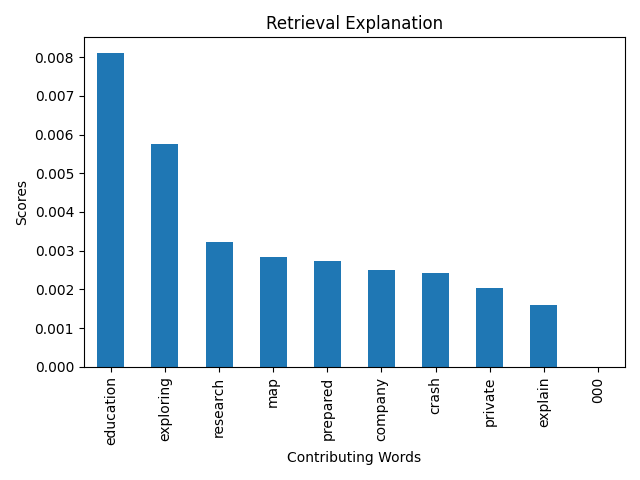 Retrieval Explanation
Scores
0.008
0.007
0.006
0.005
0.004
0.003
0.002
0.001
0.000
education
exploring
research
map
prepared
company
crash
private
explain
000
Contributing Words